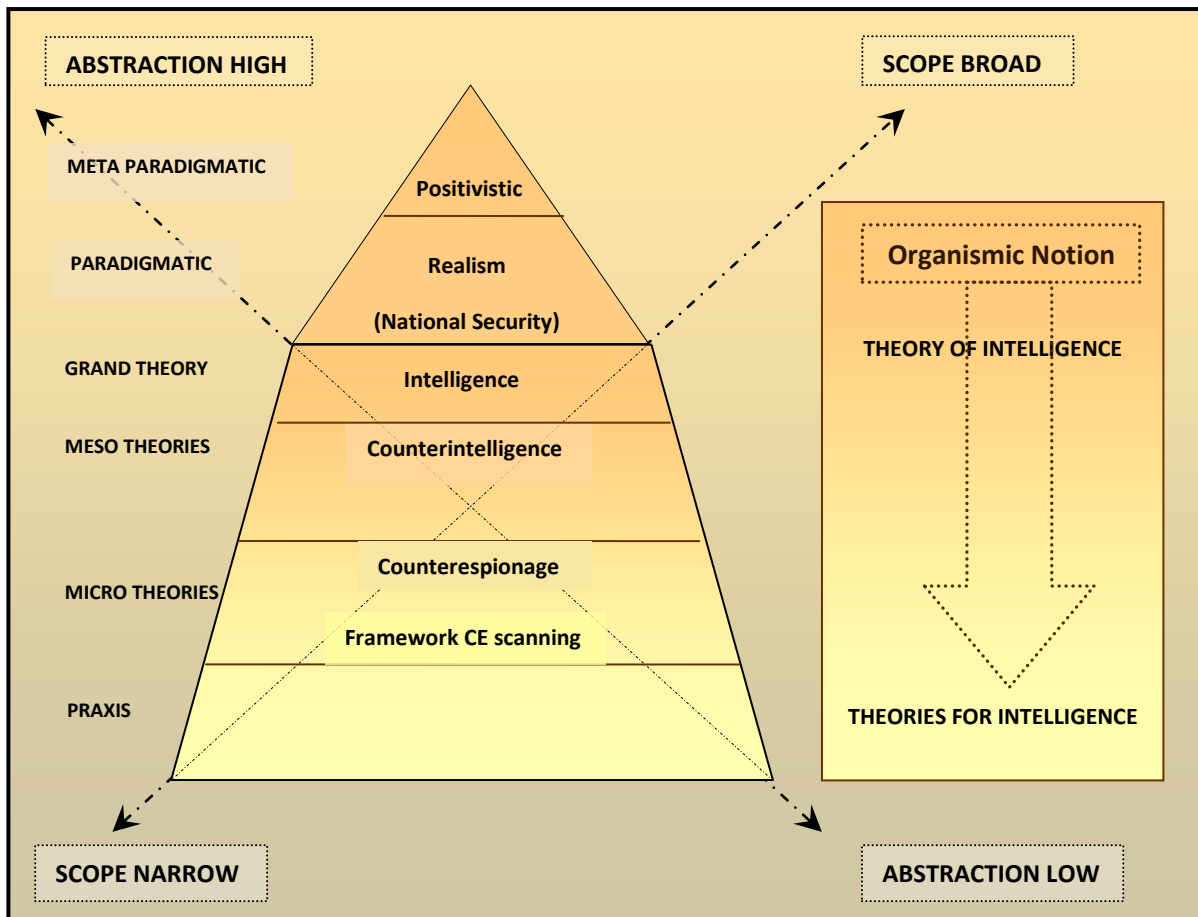 ABSTRACTION HIGH
SCOPE BROAD
META PARADIGMATIC
Positivistic
PARADIGMATIC
Realism
(National Security)
Organismic Notion
GRAND THEORY
Intelligence
THEORY OF INTELLIGENCE
MESO THEORIES
Counterintelligence
Counterespionage
MICRO THEORIES
Framework CE scanning
PRAXIS
THEORIES FOR INTELLIGENCE
SCOPE NARROW
ABSTRACTION LOW